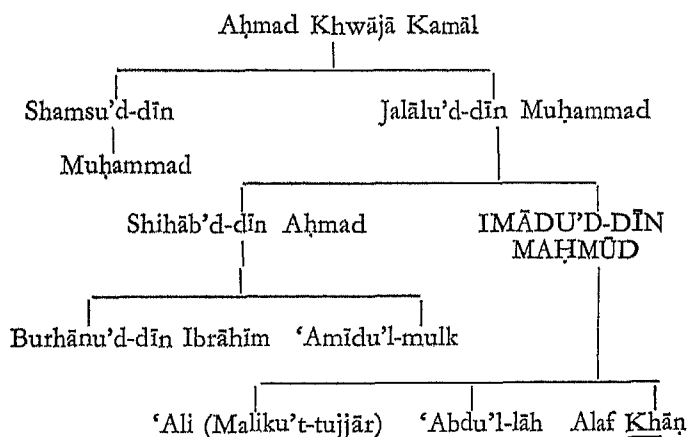 Aḥmad Khwājā Kamāl
Shamsu’d-dīn Jalālu’d-dīn Muḥammad
Muḥammad
Shihāb’d-dīn Aḥmad IMĀDU’D-DĪN
MAḤMŪD
Burhānu’d-dīn Ibrāhīm ‘Amīdu’l-mulk
‘Ali (Maliku’t-tujjār) ‘Abdu’l-lāh Alaf Khāṇ